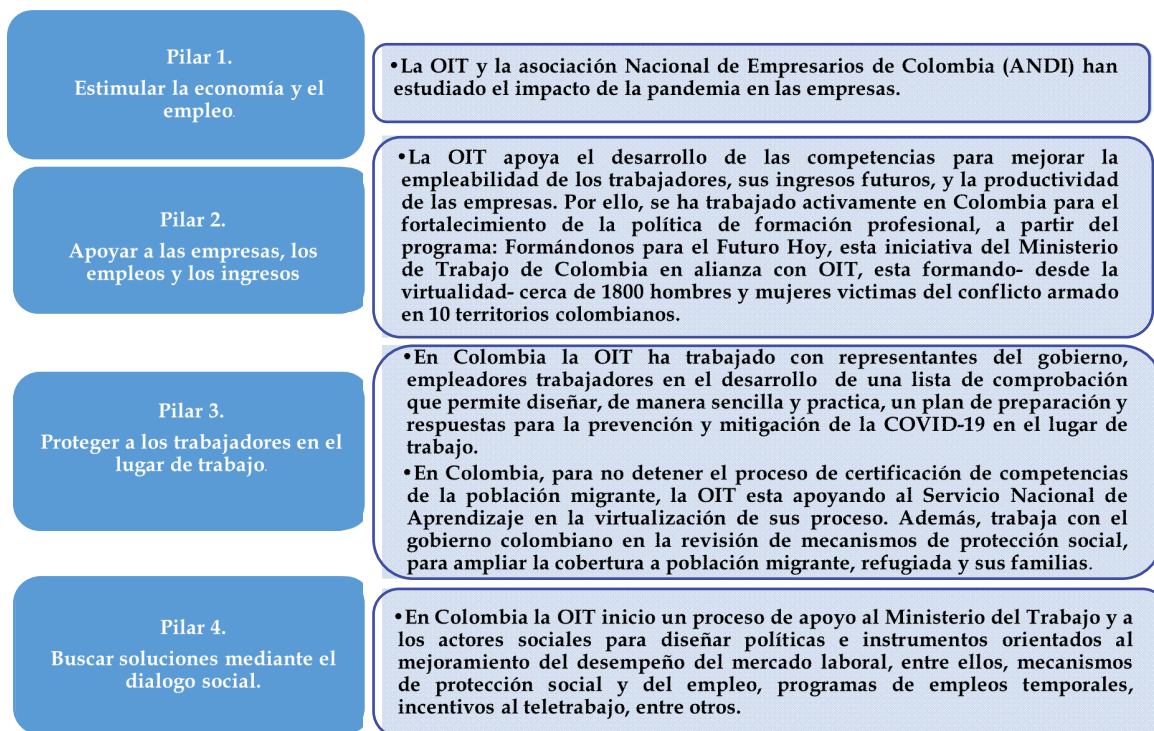 Pilar 1.
Estimular la economía y el
empleo.
•La OIT y la asociación Nacional de Empresarios de Colombia (ANDI) han
estudiado el impacto de la pandemia en las empresas.
Pilar 2.
Apoyar a las empresas, los
empleos y los ingresos
•La OIT apoya el desarrollo de las competencias para mejorar la
empleabilidad de los trabajadores, sus ingresos futuros, y la productividad
de las empresas. Por ello, se ha trabajado activamente en Colombia para el
fortalecimiento de la política de formación profesional, a partir del
programa: Formándonos para el Futuro Hoy, esta iniciativa del Ministerio
de Trabajo de Colombia en alianza con OIT, esta formando- desde la
virtualidad- cerca de 1800 hombres y mujeres victimas del conflicto armado
en 10 territorios colombianos.
Pilar 3.
Proteger a los trabajadores en el
lugar de trabajo.
•En Colombia la OIT ha trabajado con representantes del gobierno,
empleadores trabajadores en el desarrollo de una lista de comprobación
que permite diseñar, de manera sencilla y practica, un plan de preparación y
respuestas para la prevención y mitigación de la COVID-19 en el lugar de
trabajo.
•En Colombia, para no detener el proceso de certificación de competencias
de la población migrante, la OIT esta apoyando al Servicio Nacional de
Aprendizaje en la virtualización de sus proceso. Además, trabaja con el
gobierno colombiano en la revisión de mecanismos de protección social,
para ampliar la cobertura a población migrante, refugiada y sus familias.
Pilar 4.
Buscar soluciones mediante el
dialogo social.
•En Colombia la OIT inicio un proceso de apoyo al Ministerio del Trabajo y a
los actores sociales para diseñar políticas e instrumentos orientados al
mejoramiento del desempeño del mercado laboral, entre ellos, mecanismos
de protección social y del empleo, programas de empleos temporales,
incentivos al teletrabajo, entre otros.